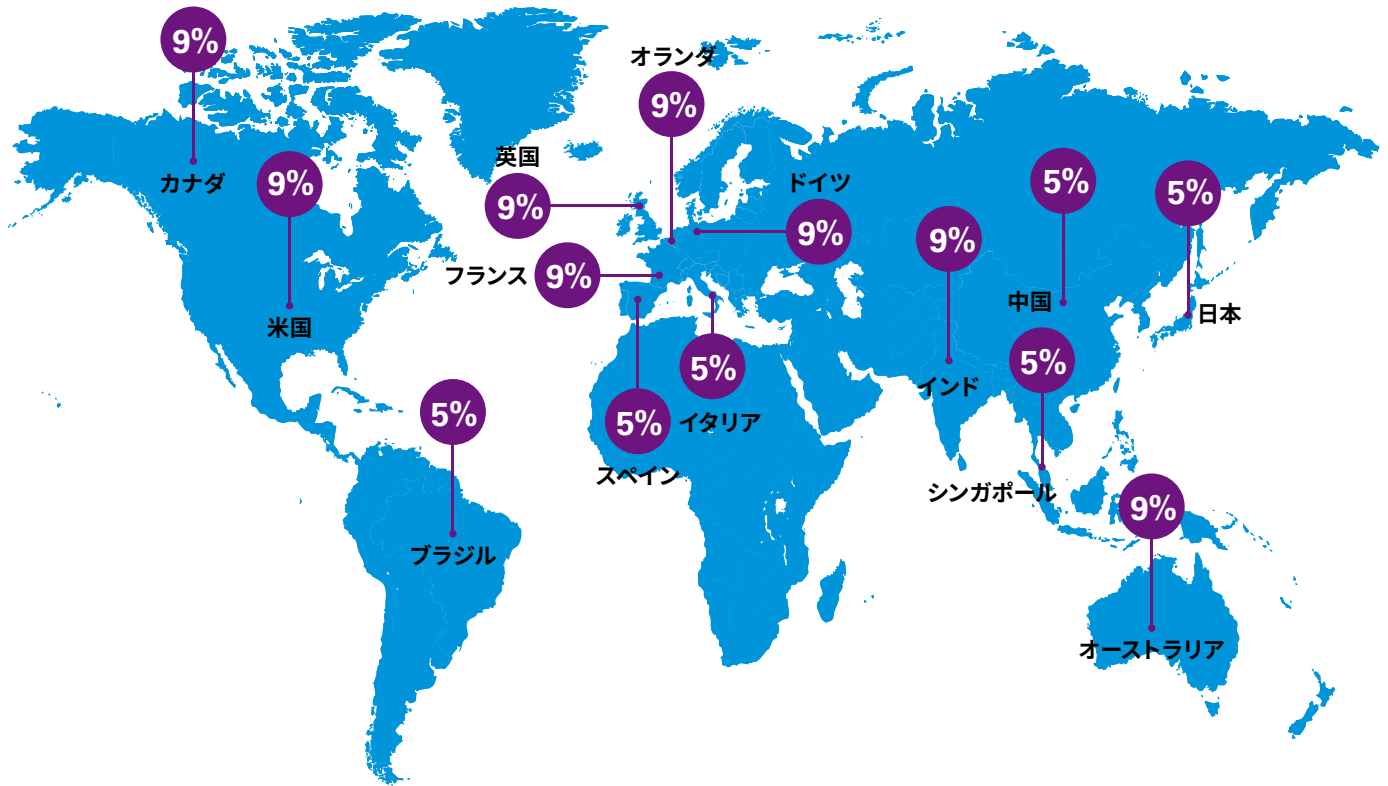 9%
カナダ
9%
米国
5%
ブラジル
英国
9%
フランス
9%
オランダ
9%
ドイツ
9%
5%
イタリア
5%
スペイン
9%
インド
5%
中国
5%
日本
5%
シンガポール
9%
オーストラリア